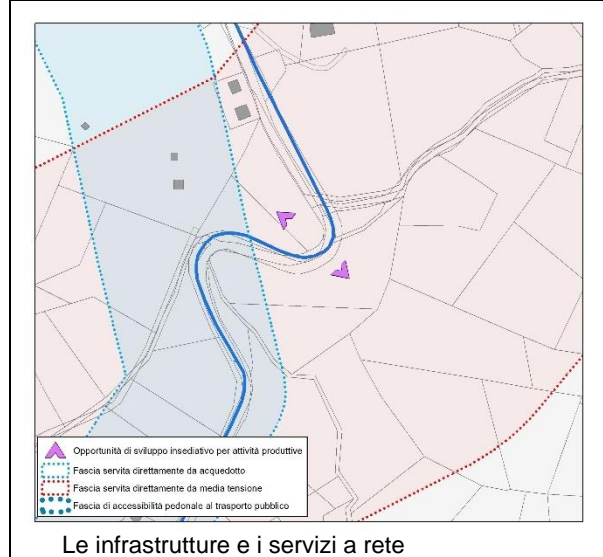 Opportunità di sviluppo insediativo per attività produttive
Fascia servita direttamente da acquedotto
Fascia servita direttamente da media tensione
Fascia di accessibilità pedonale al trasporto pubblico
Le infrastrutture e i servizi a rete